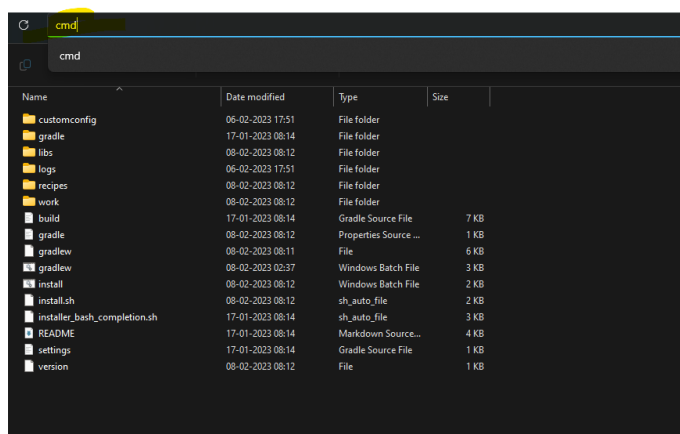 cmd
cmd
Name Date modified Type Size
customconfig 06-02-2023 17:51 File folder
gradle 17-01-2023 08:14 File folder
libs 08-02-2023 08:12 File folder
logs 06-02-2023 17:51 File folder
recipes 08-02-2023 08:12 File folder
work 08-02-2023 08:12 File folder
build 17-01-2023 08:14 Gradle Source File 7 KB
gradle 08-02-2023 08:12 Properties Source ... 1 KB
gradlew 08-02-2023 08:11 File 6 KB
gradlew 08-02-2023 02:37 Windows Batch File 3 KB
install 08-02-2023 08:12 Windows Batch File 2 KB
install.sh 08-02-2023 08:12 sh_auto_file 2 KB
installer_bash_completion.sh 17-01-2023 08:14 sh_auto_file 3 KB
README 17-01-2023 08:14 Markdown Source... 4 KB
settings 17-01-2023 08:14 Gradle Source File 1 KB
version 08-02-2023 08:12 File 1 KB